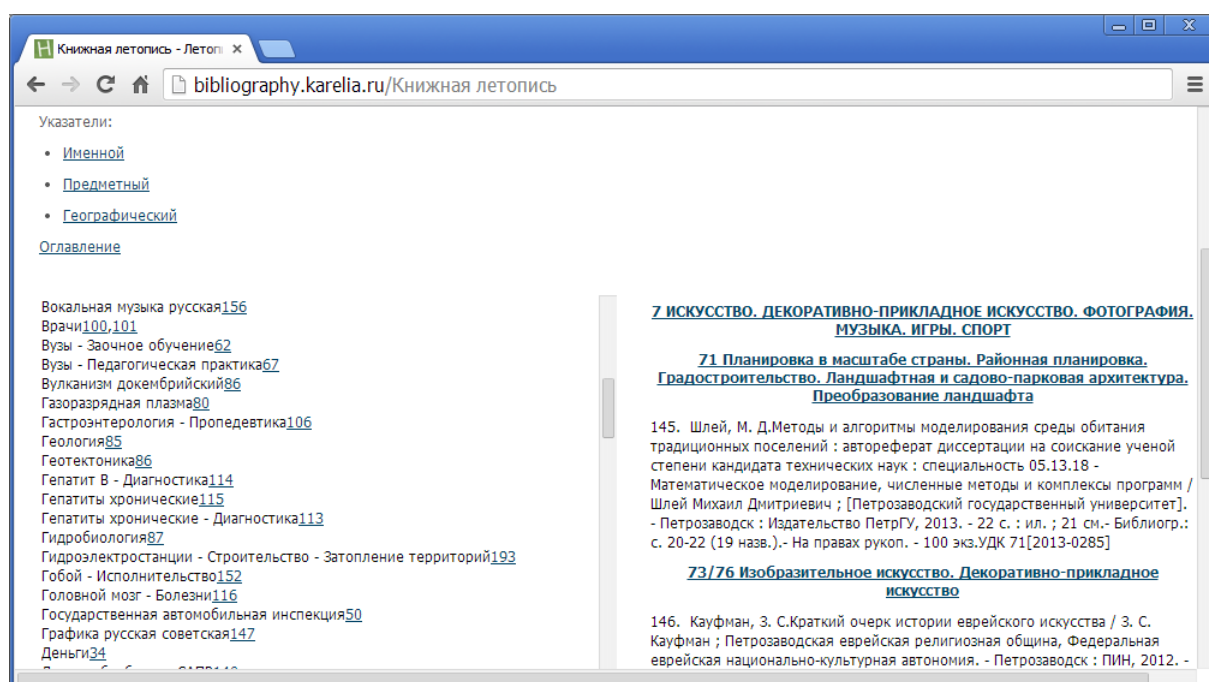 Книжная летопись - Летоп
bibliography.karelia.ru/Книжная летопись
Указатели:
• Именной
• Предметный
• Географический
Оглавление
Вокальная музыка русская156
Врачи100,101
Вузы - Заочное обучение62
Вузы - Педагогическая практика67
Вулканизм докембрийский86
Газоразрядная плазма80
Гастроэнтерология - Пропедевтика106
Геология85
Геотектоника86
Гепатит В - Диагностика114
Гепатиты хронические115
Гепатиты хронические - Диагностика113
Гидробиология87
Гидроэлектростанции - Строительство - Затопление территорий193
Гобой - Исполнительство152
Головной мозг - Болезни116
Государственная автомобильная инспекция50
Графика русская советская147
Деньги34
7 ИСКУССТВО. ДЕКОРАТИВНО-ПРИКЛАДНОЕ ИСКУССТВО. ФОТОГРАФИЯ.
МУЗЫКА. ИГРЫ. СПОРТ
71 Планировка в масштабе страны. Районная планировка.
Градостроительство. Ландшафтная и садово-парковая архитектура.
Преобразование ландшафта
145. Шлей, М. Д.Методы и алгоритмы моделирования среды обитания
традиционных поселений : автореферат диссертации на соискание ученой
степени кандидата технических наук : специальность 05.13.18 -
Математическое моделирование, численные методы и комплексы программ /
Шлей Михаил Дмитриевич ; [Петрозаводский государственный университет].
- Петрозаводск : Издательство ПетрГУ, 2013. - 22 с. : ил. ; 21 см.- Библиогр.:
с. 20-22 (19 назв.).- На правах рукоп. - 100 экз.УДК 71[2013-0285]
73/76 Изобразительное искусство. Декоративно-прикладное
искусство
146. Кауфман, З. С.Краткий очерк истории еврейского искусства / З. С.
Кауфман ; Петрозаводская еврейская религиозная община, Федеральная
еврейская национально-культурная автономия. - Петрозаводск : ПИН, 2012. -